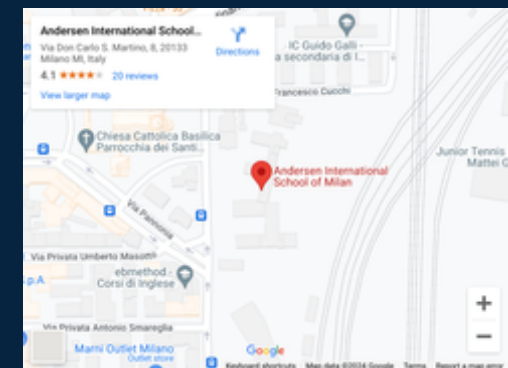 Andersen International School...
Via Don Carlo S. Martino, 8, 20133
Milano MI, Italy
4.1
20 reviews
View larger map
Directions
IC Guido Galli -
a secondaria di I...
Francesco Cucchi
Chiesa Cattolica Basilica
Parrocchia dei Santi...
Andersen International
School of Milan
Junior Tennis
Mattei G
Via Pannonia
Via Privata Umberto Masotto
p.A
ebmethod -
Corsi di Inglese
Via Privata Antonio Smareglia
Marni Outlet Milano
Outlet store
Google
Keyboard shortcuts
Map data ©2024 Google
Terms
Report a map error